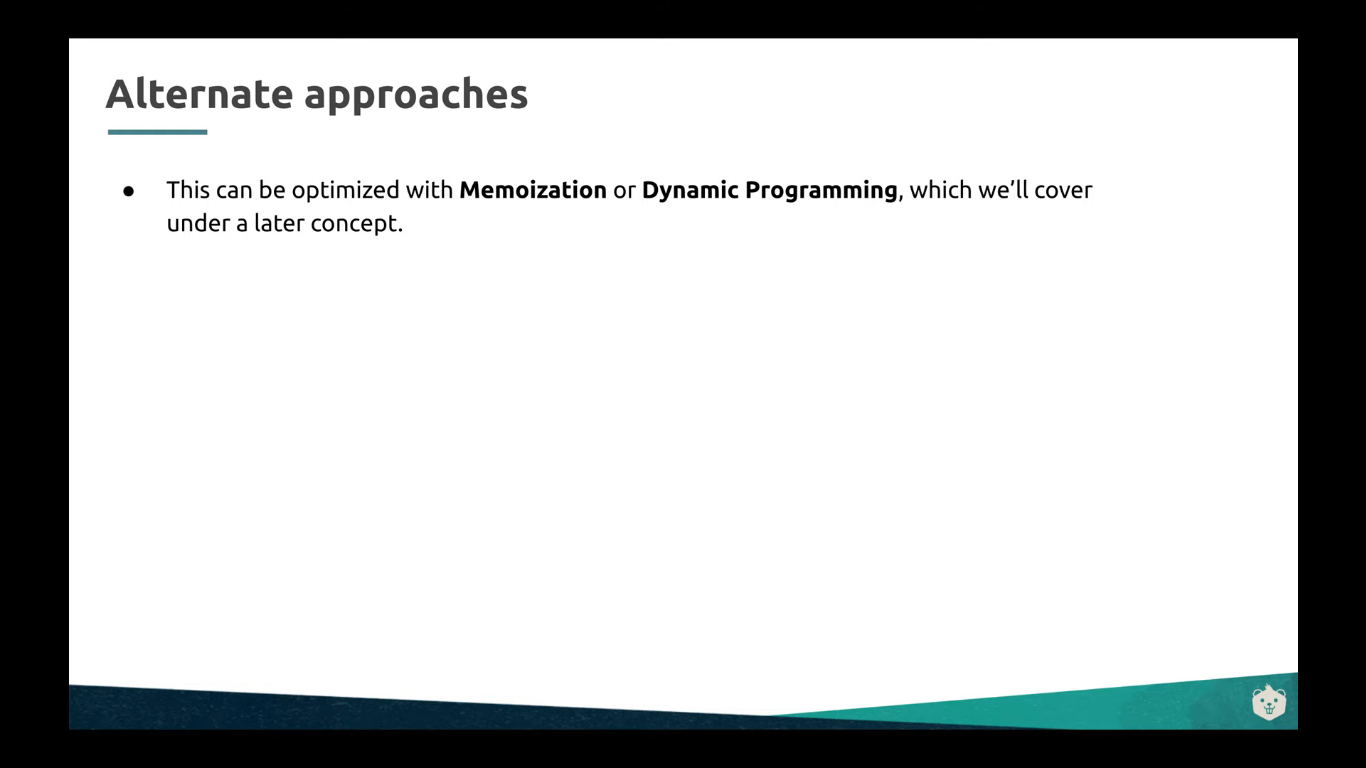 Alternate approaches
● This can be optimized with Memoization or Dynamic Programming, which we’ll cover
under a later concept.